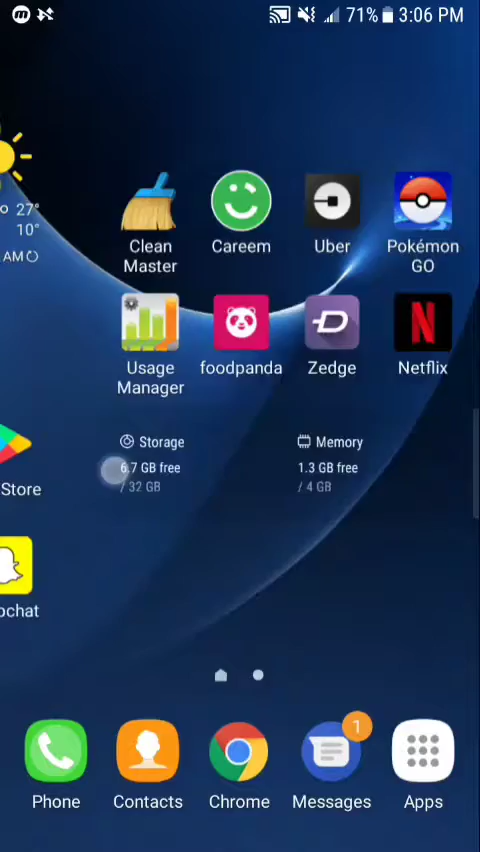 71% 3:06 PM
27°
10°
AM
Clean Master
Careem
Uber
Pokémon GO
Usage Manager
foodpanda
Zedge
Netflix
Storage
6.7 GB free
/ 32 GB
Memory
1.3 GB free
/ 4 GB
Store
pchat
1
Phone
Contacts
Chrome
Messages
Apps